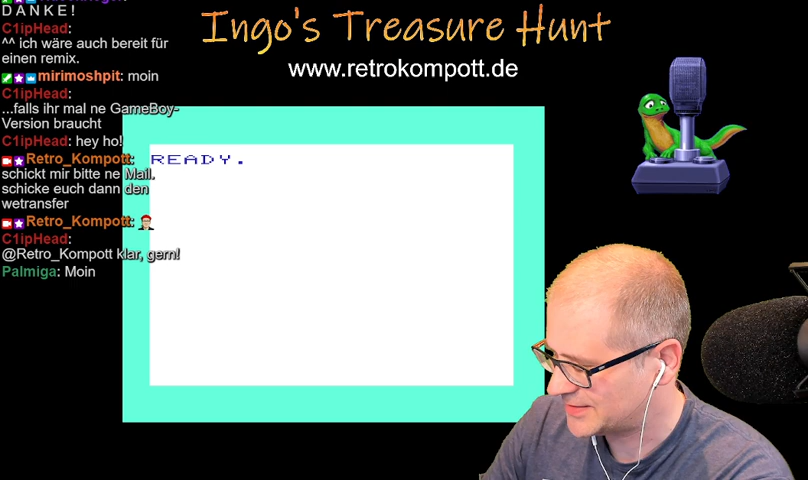 DANKE!
C1ipHead:
^^ ich wäre auch bereit für
einen remix.
mirimoshpit: moin
C1ipHead:
...falls ihr mal ne GameBoy-
Version braucht
C1ipHead: hey ho!
Retro_Kompott:
schickt mir bitte ne Mail.
schicke euch dann den
wetransfer
Retro_Kompott:
C1ipHead:
@Retro_Kompott klar, gern!
Palmiga: Moin
Ingo's Treasure Hunt
www.retrokompott.de
READY.